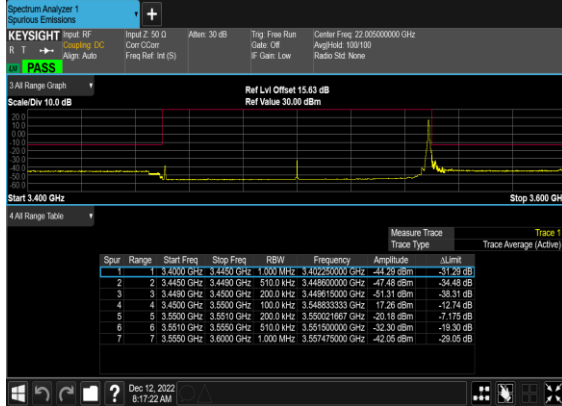 Spectrum Analyzer 1
Spurious Emissions
+
KEYSIGHT Input: RF Input Z: 50 Ω Atten: 30 dB Trig: Free Run Center Freq: 22.005000000 GHz
R T Coupling: DC Corr CCorr Gate: Off Avg|Hold: 100/100
Align: Auto Freq Ref: Int (S) IF Gain: Low Radio Std: None
PASS
3 All Range Graph
Ref Lvl Offset 15.63 dB
Scale/Div 10.0 dB Ref Value 30.00 dBm
20.0
10.0
0.00
-10.0
-20.0
-30.0
-40.0
-50.0
-60.0
Start 3.400 GHz Stop 3.600 GH
4 All Range Table
Measure Trace Trace 1
Trace Type Trace Average (Active)
Spur Range Start Freq Stop Freq RBW Frequency Amplitude ΔLimit
1 1 3.4000 GHz 3.4450 GHz 1.000 MHz 3.402250000 GHz -44.29 dBm -31.29 dB
2 2 3.4450 GHz 3.4490 GHz 510.0 kHz 3.448600000 GHz -47.48 dBm -34.48 dB
3 3 3.4490 GHz 3.4500 GHz 200.0 kHz 3.449615000 GHz -51.31 dBm -38.31 dB
4 4 3.4500 GHz 3.5500 GHz 100.0 kHz 3.548833333 GHz 17.26 dBm -12.74 dB
5 5 3.5500 GHz 3.5510 GHz 200.0 kHz 3.550021667 GHz -20.18 dBm -7.175 dB
6 6 3.5510 GHz 3.5550 GHz 510.0 kHz 3.551500000 GHz -32.30 dBm -19.30 dB
7 7 3.5550 GHz 3.6000 GHz 1.000 MHz 3.557475000 GHz -42.05 dBm -29.05 dB
? Dec 12, 2022
8:17:22 AM